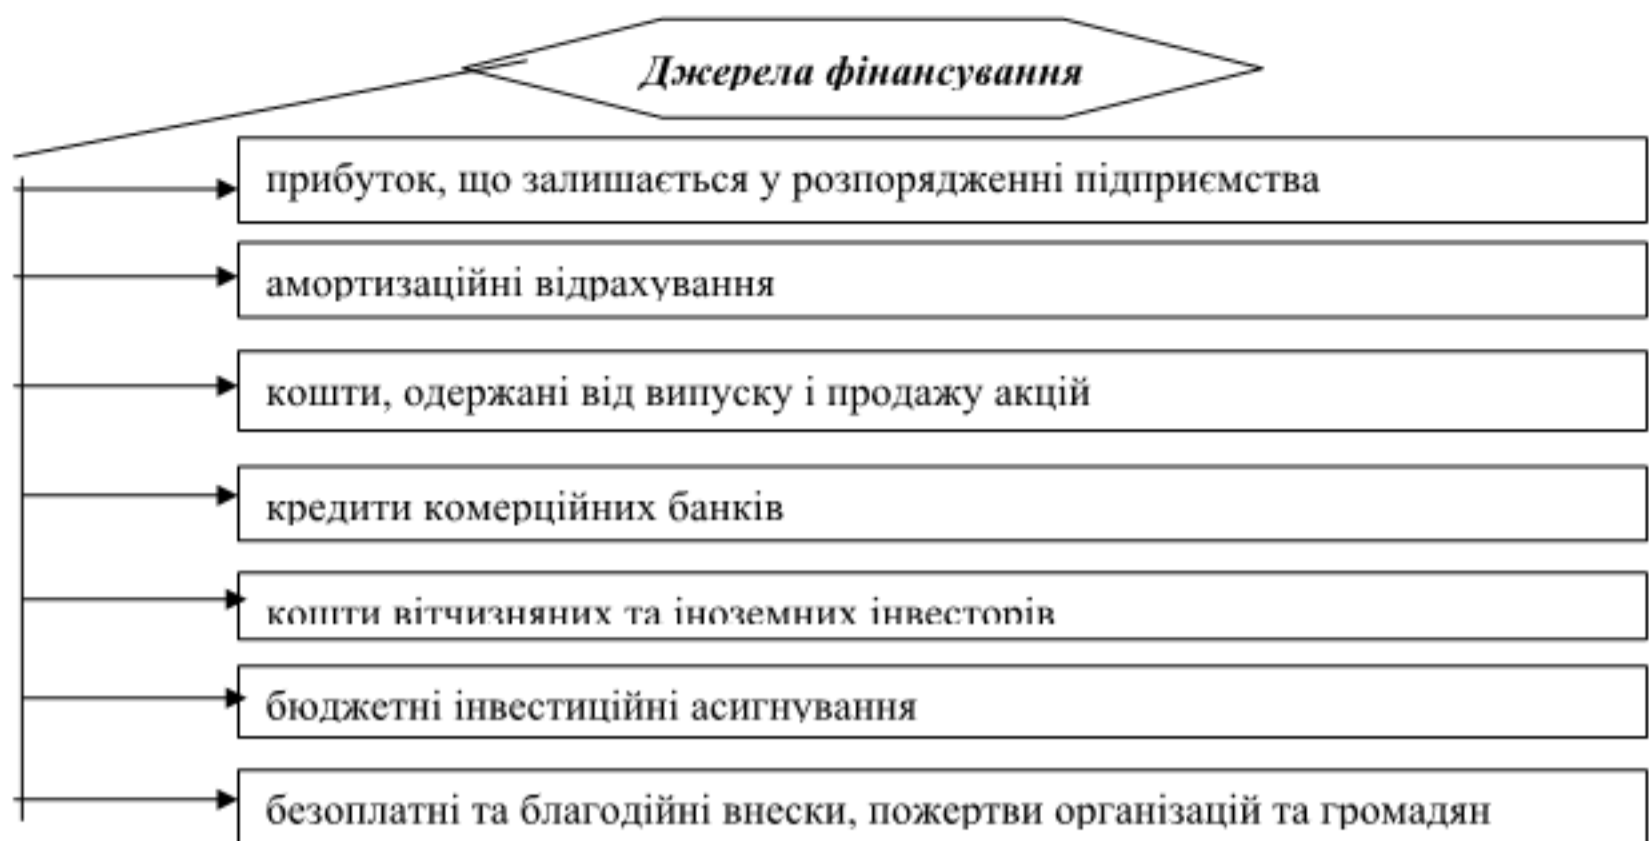 Джерела фінансування
прибуток, що залишається у розпорядженні підприємства
амортизаційні відрахування
кошти, одержані від випуску і продажу акцій
кредити комерційних банків
кошти вітчизняних та іноземних інвесторів
бюджетні інвестиційні асигнування
безоплатні та благодійні внески, пожертви організацій та громадян